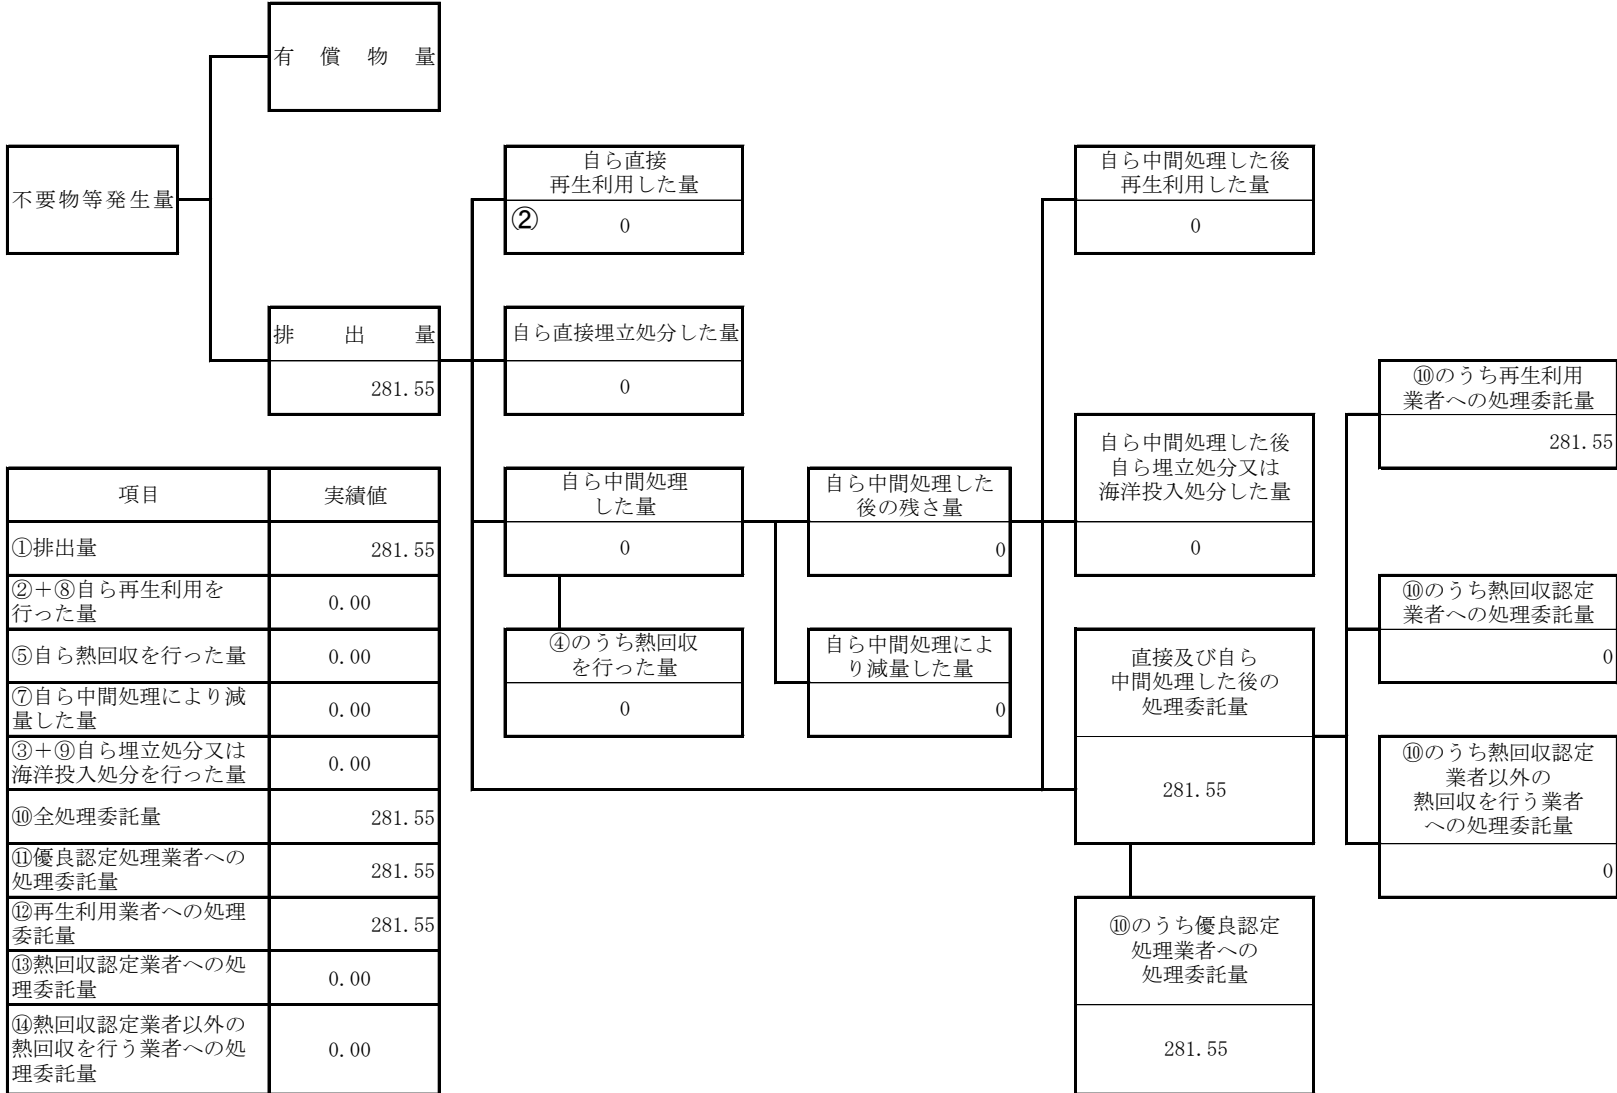 有償物量
不要物等発生量
排出量
281.55
自ら直接
再生利用した量
②
0
自ら直接埋立処分した量
0
自ら中間処理
した量
0
④のうち熱回収
を行った量
0
自ら中間処理した
後の残さ量
0
自ら中間処理によ
り減量した量
0
自ら中間処理した後
再生利用した量
0
自ら中間処理した後
自ら埋立処分又は
海洋投入処分した量
0
直接及び自ら
中間処理した後の
処理委託量
281.55
⑩のうち優良認定
処理業者への
処理委託量
281.55
⑩のうち再生利用
業者への処理委託量
281.55
⑩のうち熱回収認定
業者への処理委託量
0
⑩のうち熱回収認定
業者以外の
熱回収を行う業者
への処理委託量
0
項目 実績値
①排出量 281.55
②＋⑧自ら再生利用を
行った量 0.00
⑤自ら熱回収を行った量 0.00
⑦自ら中間処理により減
量した量 0.00
③＋⑨自ら埋立処分又は
海洋投入処分を行った量 0.00
⑩全処理委託量 281.55
⑪優良認定処理業者への
処理委託量 281.55
⑫再生利用業者への処理
委託量 281.55
⑬熱回収認定業者への処
理委託量 0.00
⑭熱回収認定業者以外の
熱回収を行う業者への処
理委託量 0.00